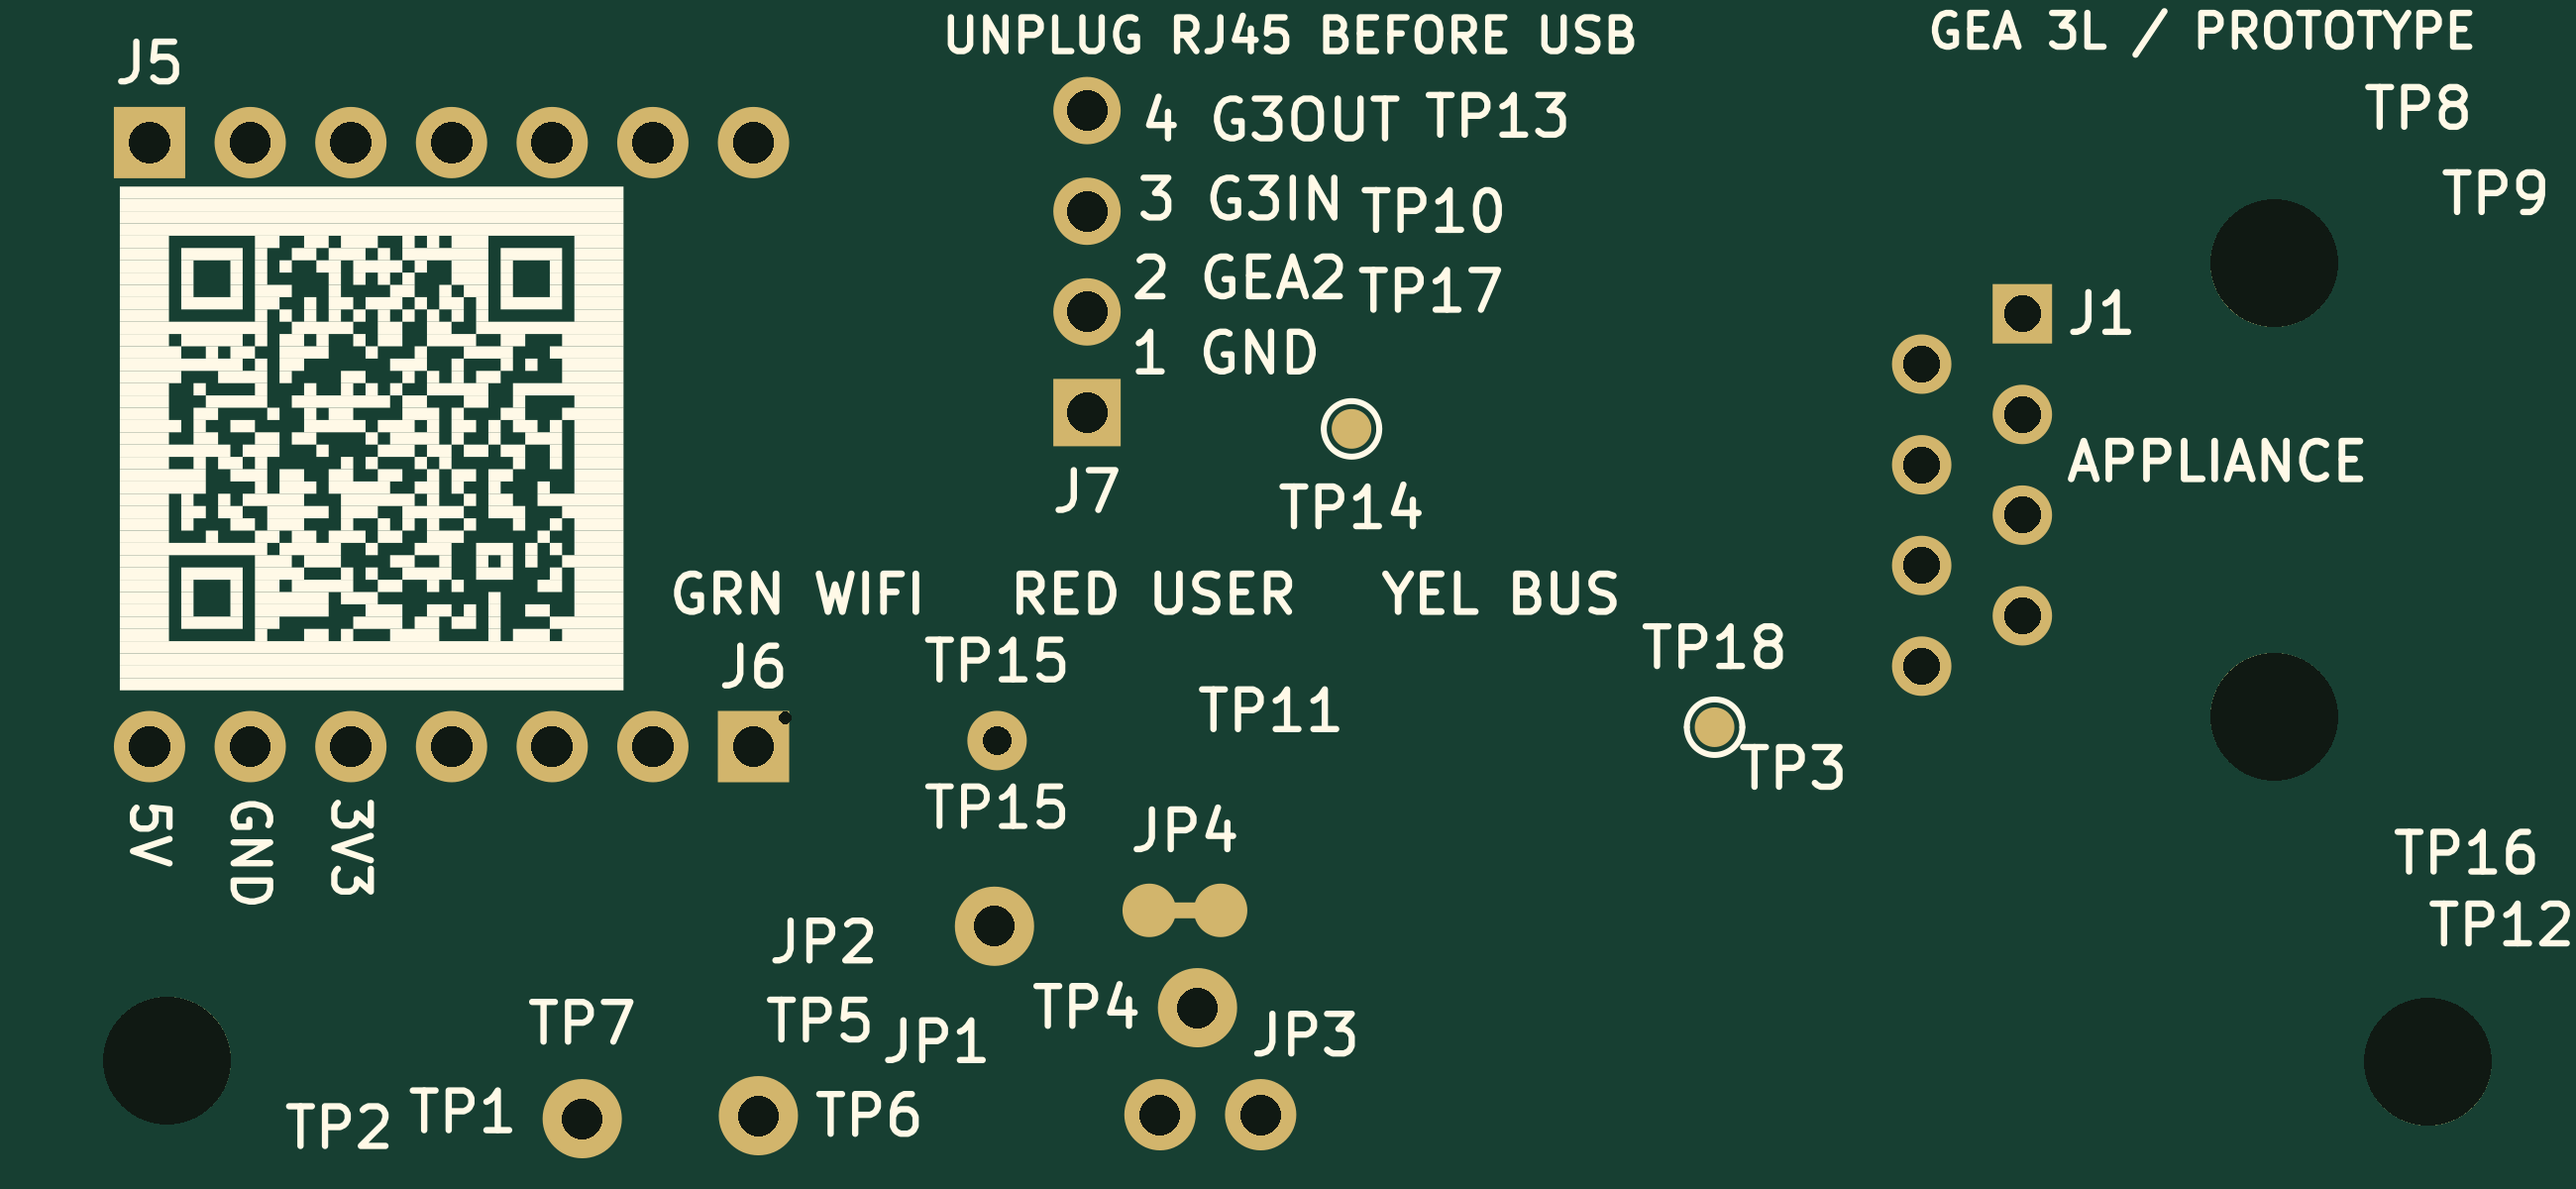 UNPLUG RJ45 BEFORE USB
GEA 3L / PROTOTYPE
J5
4 G3OUT TP13
TP8
3 G3IN TP10
TP9
2 GEA2 TP17
J1
1 GND
APPLIANCE
J7
TP14
GRN WIFI RED USER YEL BUS
J6
TP15
TP18
TP11
TP3
TP15
5V
GND
3V3
JP4
TP16
TP12
JP2
TP7
TP5
JP1
TP4
JP3
TP2
TP1
TP6